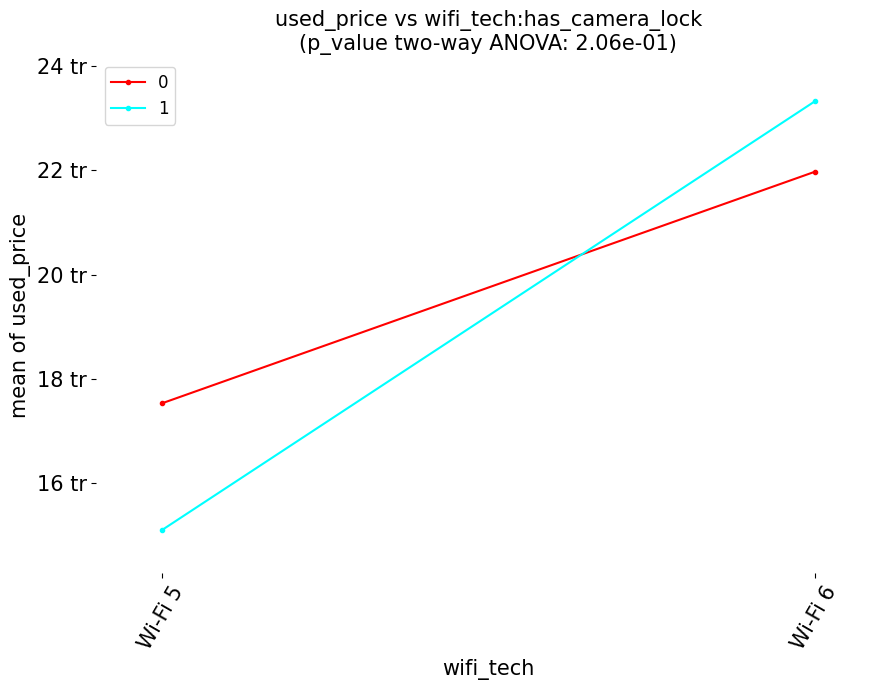 used_price vs wifi_tech:has_camera_lock
(p_value two-way ANOVA: 2.06e-01)
24 tr
0
1
22 tr
20 tr
18 tr
16 tr
mean of used_price
Wi-Fi 5
Wi-Fi 6
wifi_tech